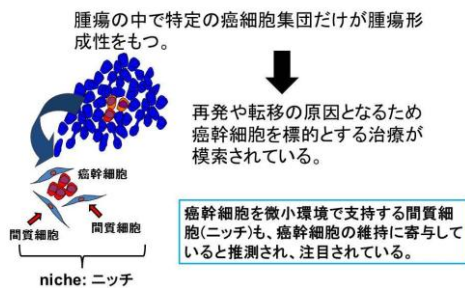 腫瘍の中で特定の癌細胞集団だけが腫瘍形
成性をもつ。
再発や転移の原因となるため
癌幹細胞を標的とする治療が
模索されている。
癌幹細胞
間質細胞
間質細胞
niche: ニッチ
癌幹細胞を微小環境で支持する間質細
胞(ニッチ)も、癌幹細胞の維持に寄与して
いると推測され、注目されている。